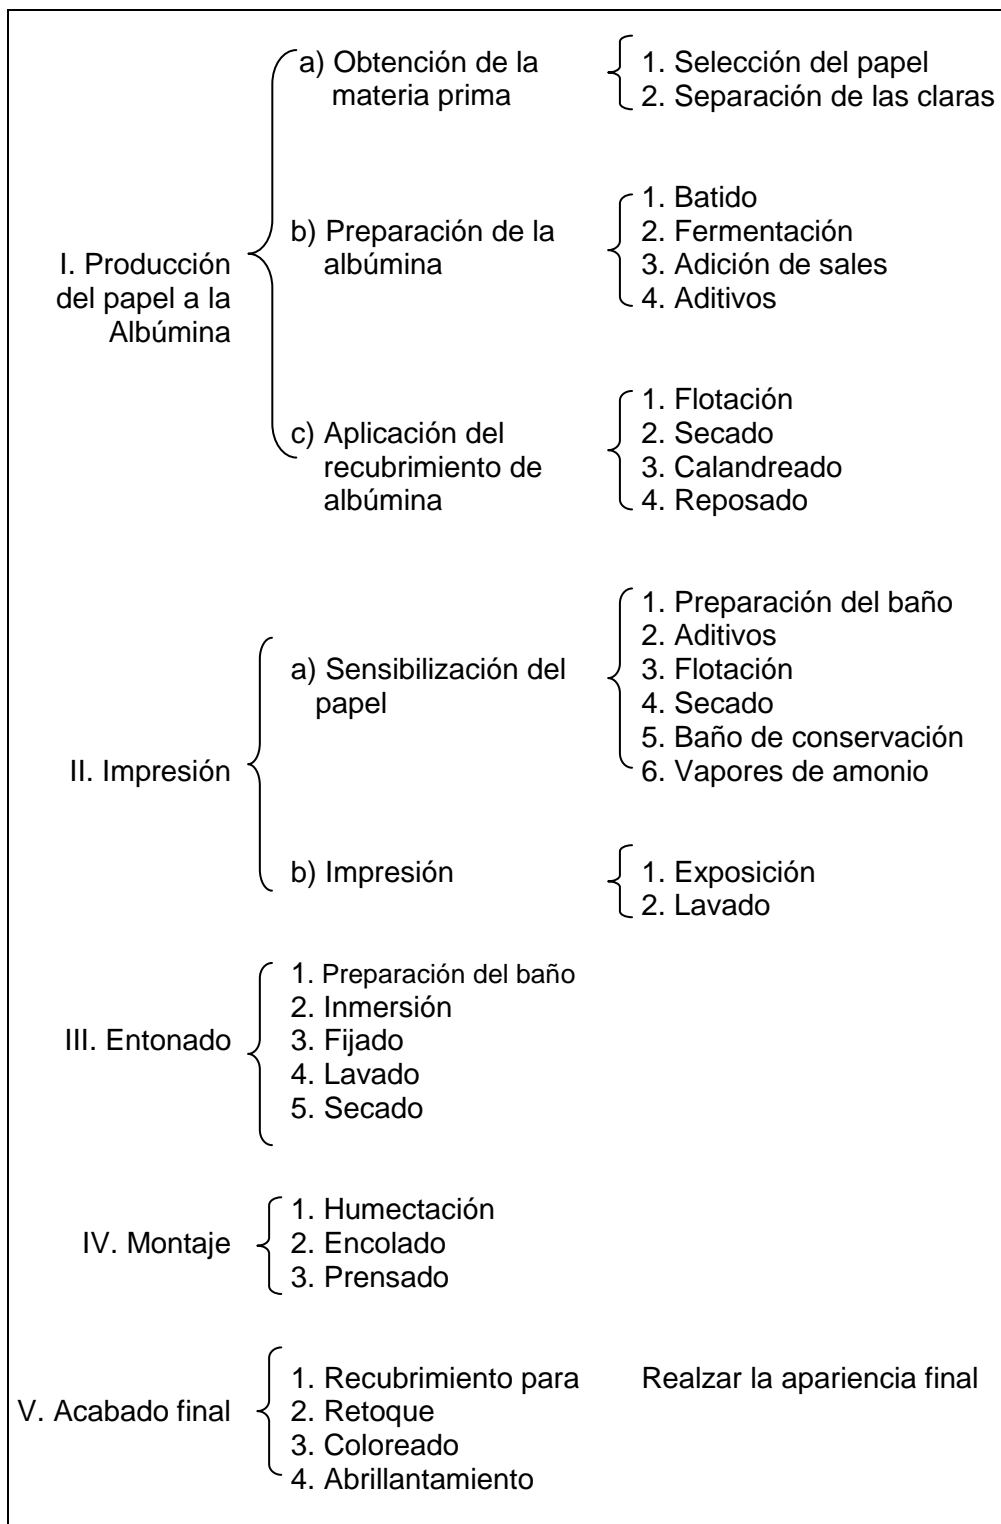 I. Producción
del papel a la
Albúmina
a) Obtención de la
materia prima
1. Selección del papel
2. Separación de las claras
b) Preparación de la
albúmina
1. Batido
2. Fermentación
3. Adición de sales
4. Aditivos
c) Aplicación del
recubrimiento de
albúmina
1. Flotación
2. Secado
3. Calandreado
4. Reposado
II. Impresión
a) Sensibilización del
papel
1. Preparación del baño
2. Aditivos
3. Flotación
4. Secado
5. Baño de conservación
6. Vapores de amonio
b) Impresión
1. Exposición
2. Lavado
III. Entonado
1. Preparación del baño
2. Inmersión
3. Fijado
4. Lavado
5. Secado
IV. Montaje
1. Humectación
2. Encolado
3. Prensado
V. Acabado final
1. Recubrimiento para Realzar la apariencia final
2. Retoque
3. Coloreado
4. Abrillantamiento